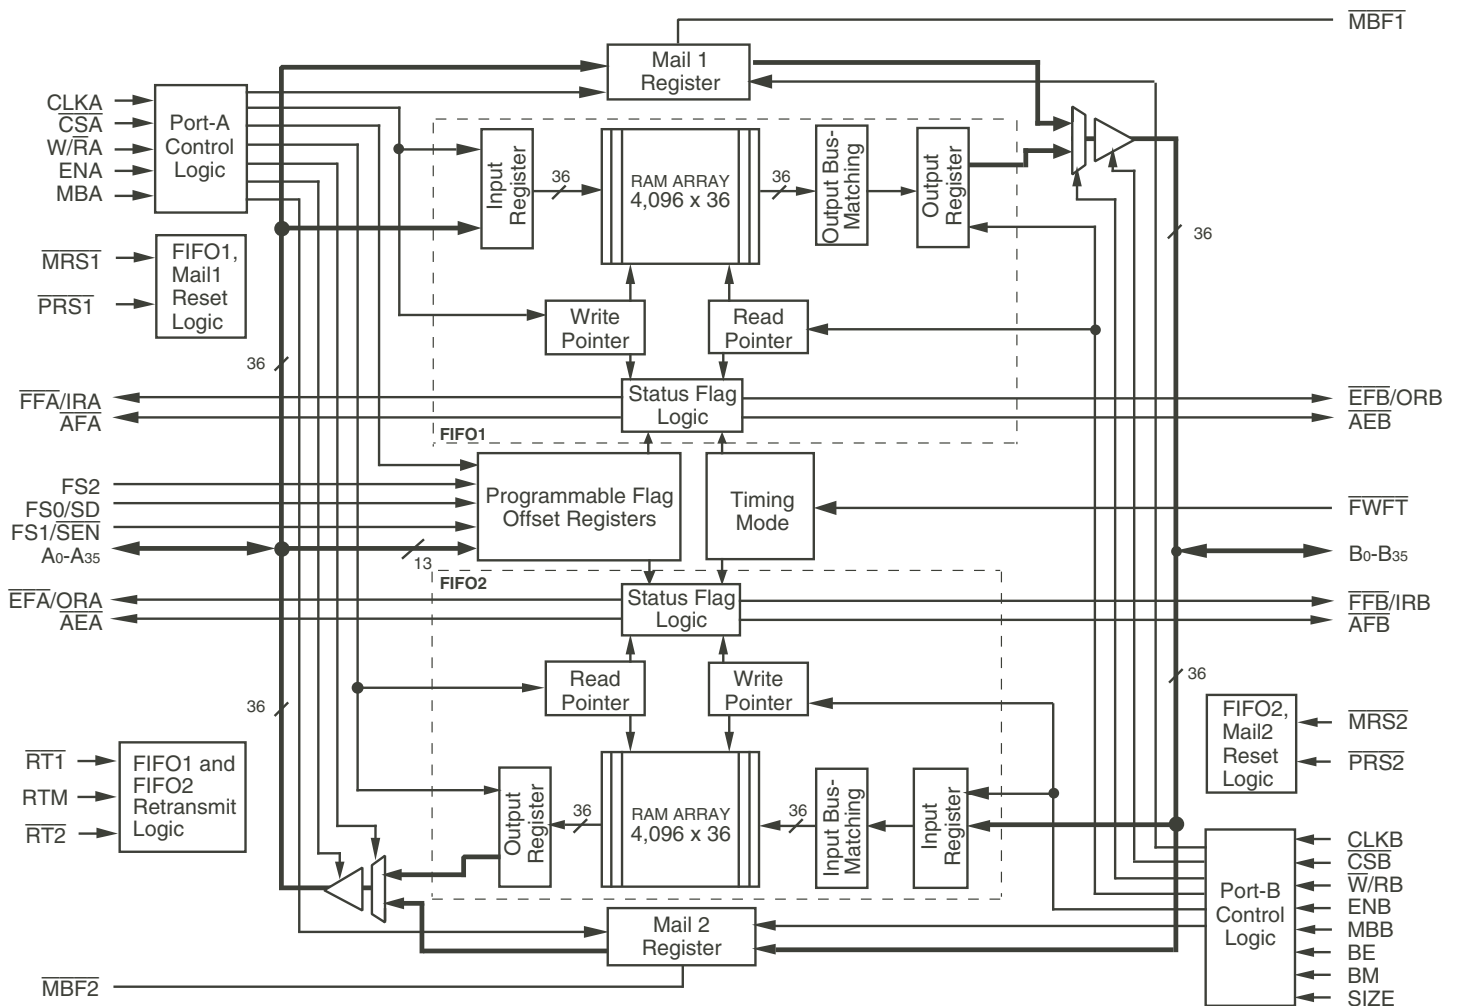 MBF1
Mail 1
Register
CLKA
CSA
W/RA
ENA
MBA
Port-A
Control
Logic
Input
Register
36
RAM ARRAY
4,096 x 36
36
Output Bus-
Matching
Output
Register
36
MRS1
PRS1
FIFO1,
Mail1
Reset
Logic
Write
Pointer
Read
Pointer
36
FFA/IRA
AFA
Status Flag
Logic
EFB/ORB
AEB
FIFO1
FS2
FS0/SD
FS1/SEN
A0-A35
Programmable Flag
Offset Registers
13
Timing
Mode
FWFT
B0-B35
FIFO2
EFA/ORA
AEA
Status Flag
Logic
FFB/IRB
AFB
Read
Pointer
Write
Pointer
36
36
FIFO2,
Mail2
Reset
Logic
MRS2
PRS2
RT1
RTM
RT2
FIFO1 and
FIFO2
Retransmit
Logic
Output
Register
36
RAM ARRAY
4,096 x 36
36
Input Bus-
Matching
Input
Register
Port-B
Control
Logic
CLKB
CSB
W/RB
ENB
MBB
BE
BM
SIZE
Mail 2
Register
MBF2